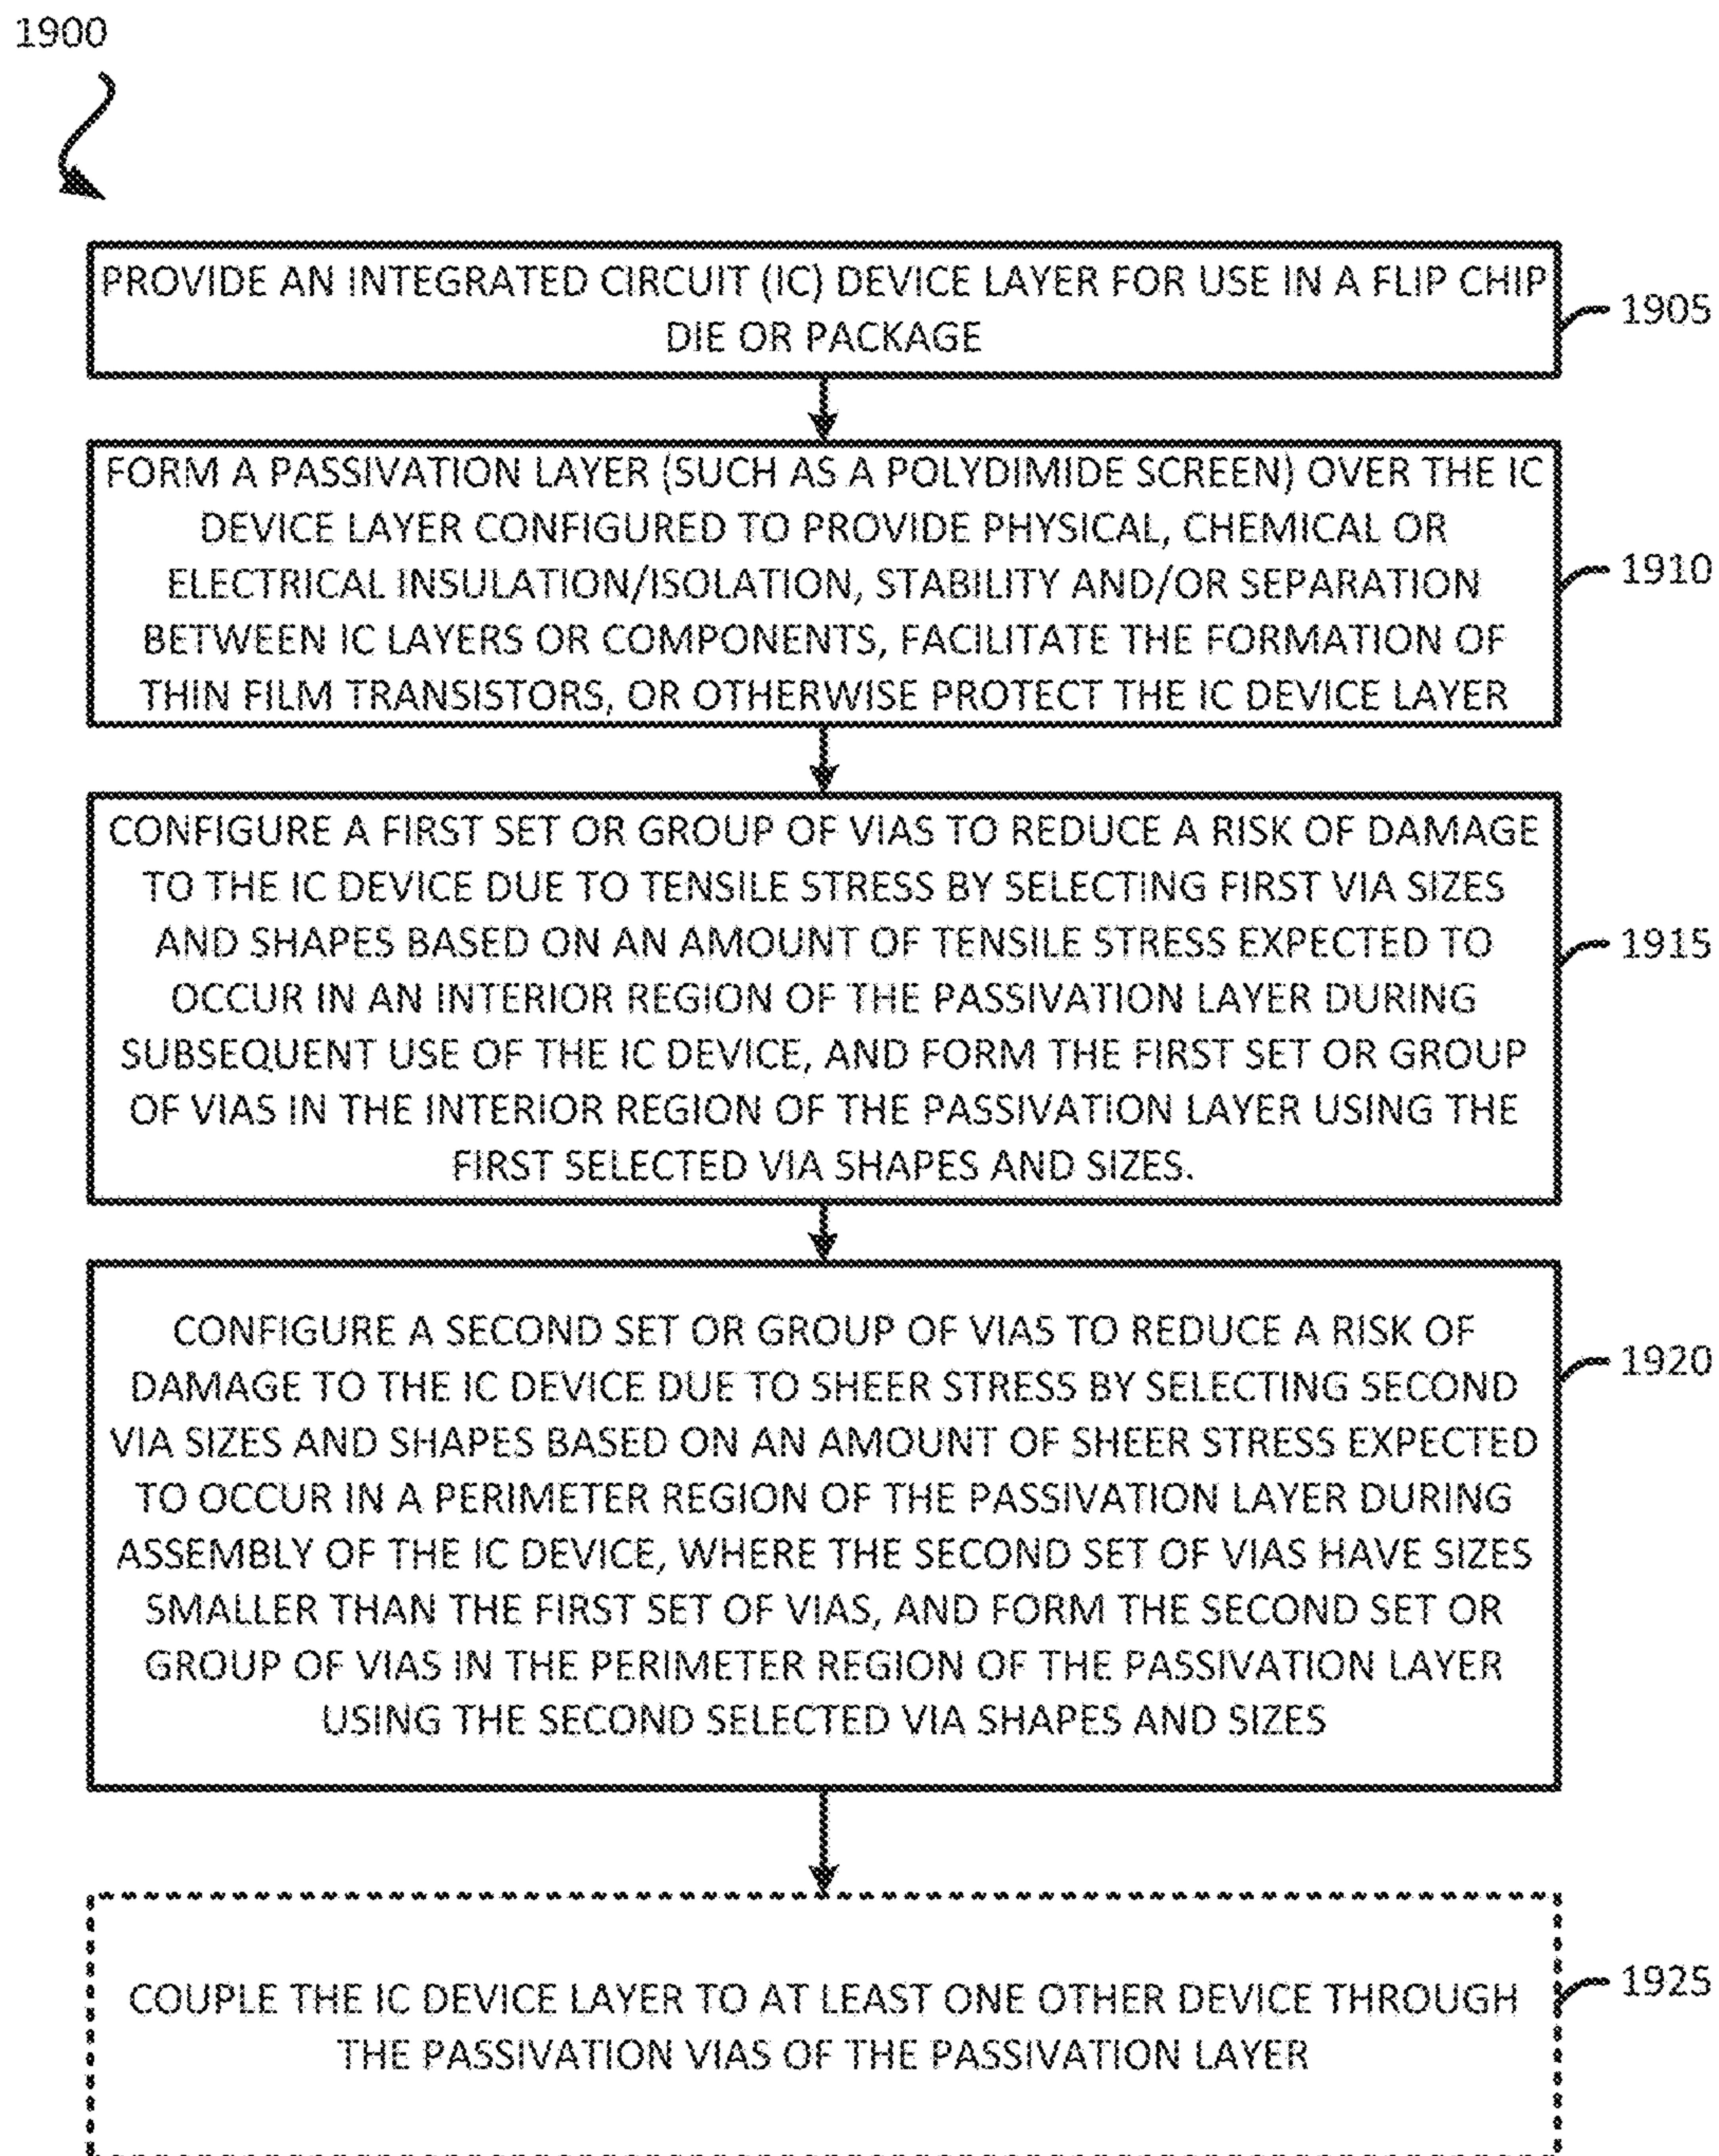 1900
PROVIDE AN INTEGRATED CIRCUIT (IC) DEVICE LAYER FOR USE IN A FLIP CHIP
DIE OR PACKAGE
1905
FORM A PASSIVATION LAYER (SUCH AS A POLYDIMIDE SCREEN) OVER THE IC
DEVICE LAYER CONFIGURED TO PROVIDE PHYSICAL, CHEMICAL OR
ELECTRICAL INSULATION/ISOLATION, STABILITY AND/OR SEPARATION
BETWEEN IC LAYERS OR COMPONENTS, FACILITATE THE FORMATION OF
THIN FILM TRANSISTORS, OR OTHERWISE PROTECT THE IC DEVICE LAYER
1910
CONFIGURE A FIRST SET OR GROUP OF VIAS TO REDUCE A RISK OF DAMAGE
TO THE IC DEVICE DUE TO TENSILE STRESS BY SELECTING FIRST VIA SIZES
AND SHAPES BASED ON AN AMOUNT OF TENSILE STRESS EXPECTED TO
OCCUR IN AN INTERIOR REGION OF THE PASSIVATION LAYER DURING
SUBSEQUENT USE OF THE IC DEVICE, AND FORM THE FIRST SET OR GROUP
OF VIAS IN THE INTERIOR REGION OF THE PASSIVATION LAYER USING THE
FIRST SELECTED VIA SHAPES AND SIZES.
1915
CONFIGURE A SECOND SET OR GROUP OF VIAS TO REDUCE A RISK OF
DAMAGE TO THE IC DEVICE DUE TO SHEER STRESS BY SELECTING SECOND
VIA SIZES AND SHAPES BASED ON AN AMOUNT OF SHEER STRESS EXPECTED
TO OCCUR IN A PERIMETER REGION OF THE PASSIVATION LAYER DURING
ASSEMBLY OF THE IC DEVICE, WHERE THE SECOND SET OF VIAS HAVE SIZES
SMALLER THAN THE FIRST SET OF VIAS, AND FORM THE SECOND SET OR
GROUP OF VIAS IN THE PERIMETER REGION OF THE PASSIVATION LAYER
USING THE SECOND SELECTED VIA SHAPES AND SIZES
1920
COUPLE THE IC DEVICE LAYER TO AT LEAST ONE OTHER DEVICE THROUGH
THE PASSIVATION VIAS OF THE PASSIVATION LAYER
1925